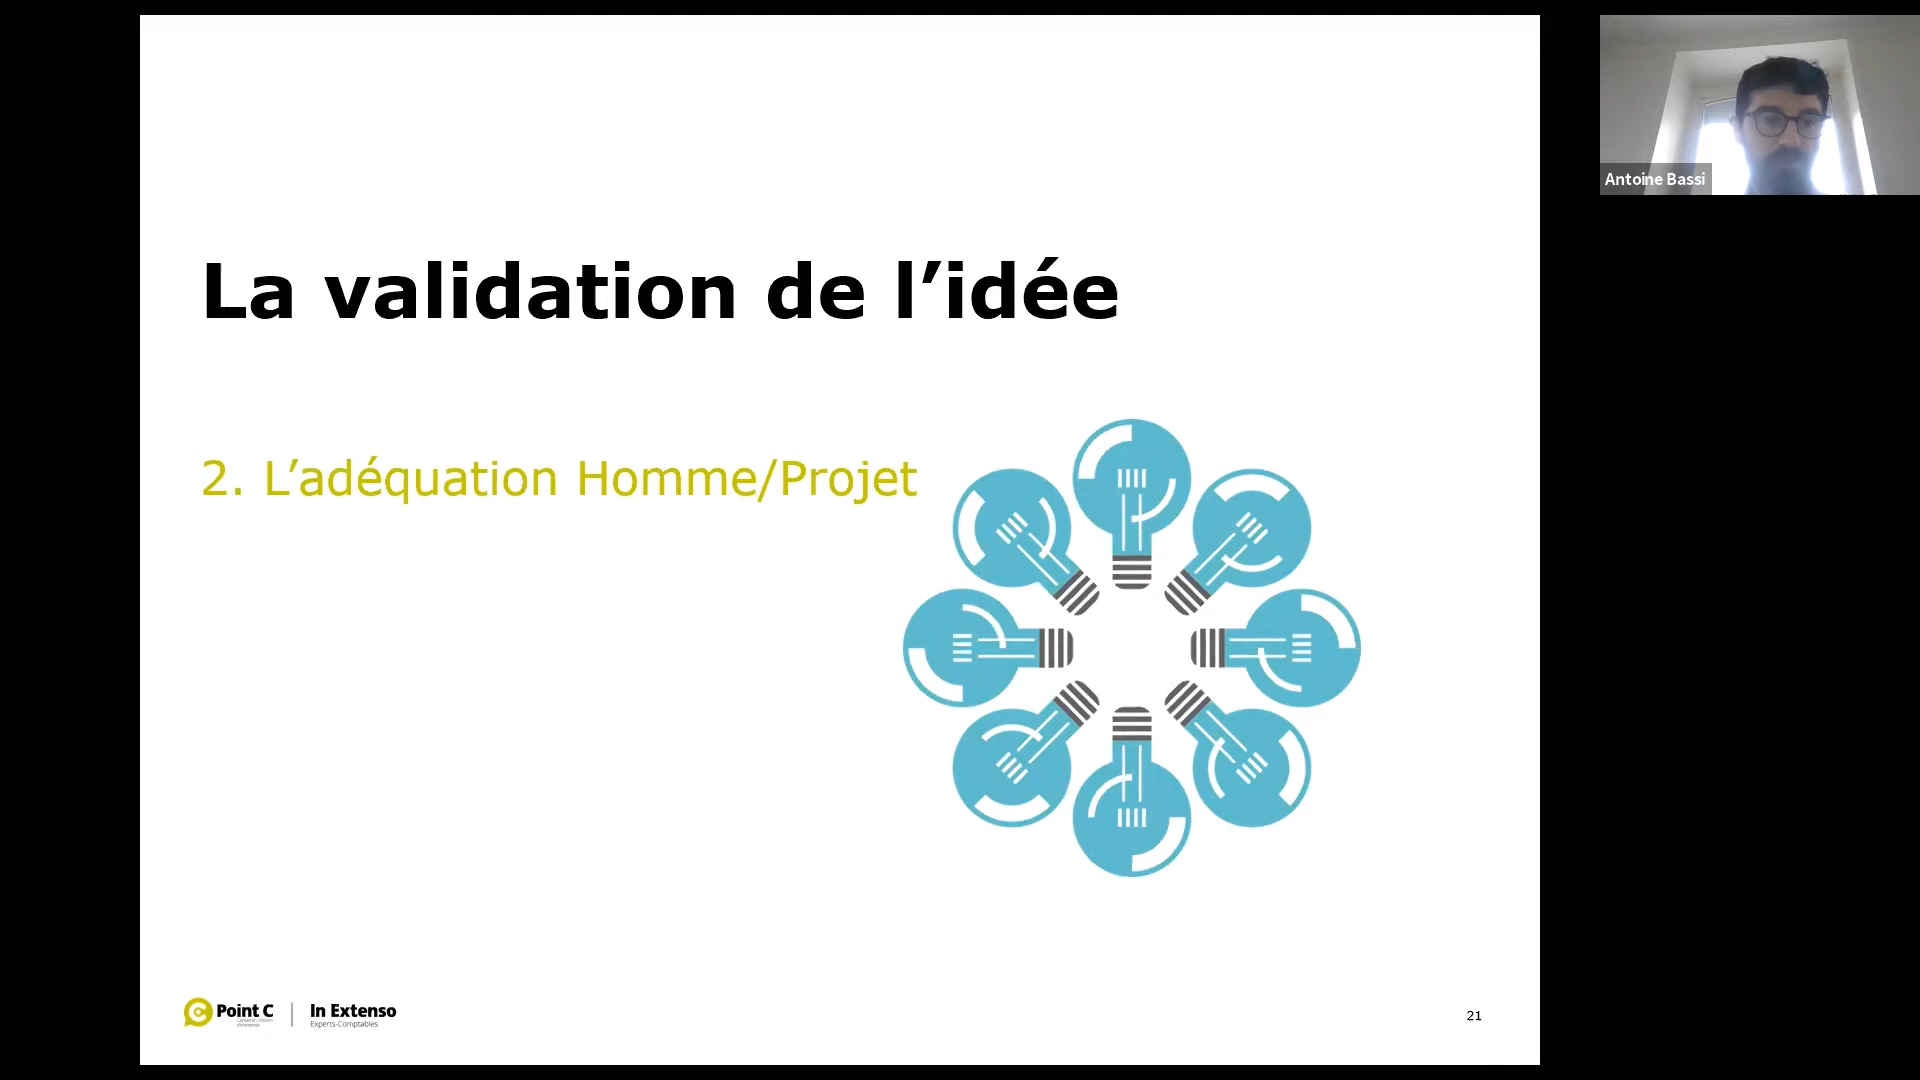 La validation de l’idée
2. L’adéquation Homme/Projet
Antoine Bassi
Point C
In Extenso
Experts-Comptables
21